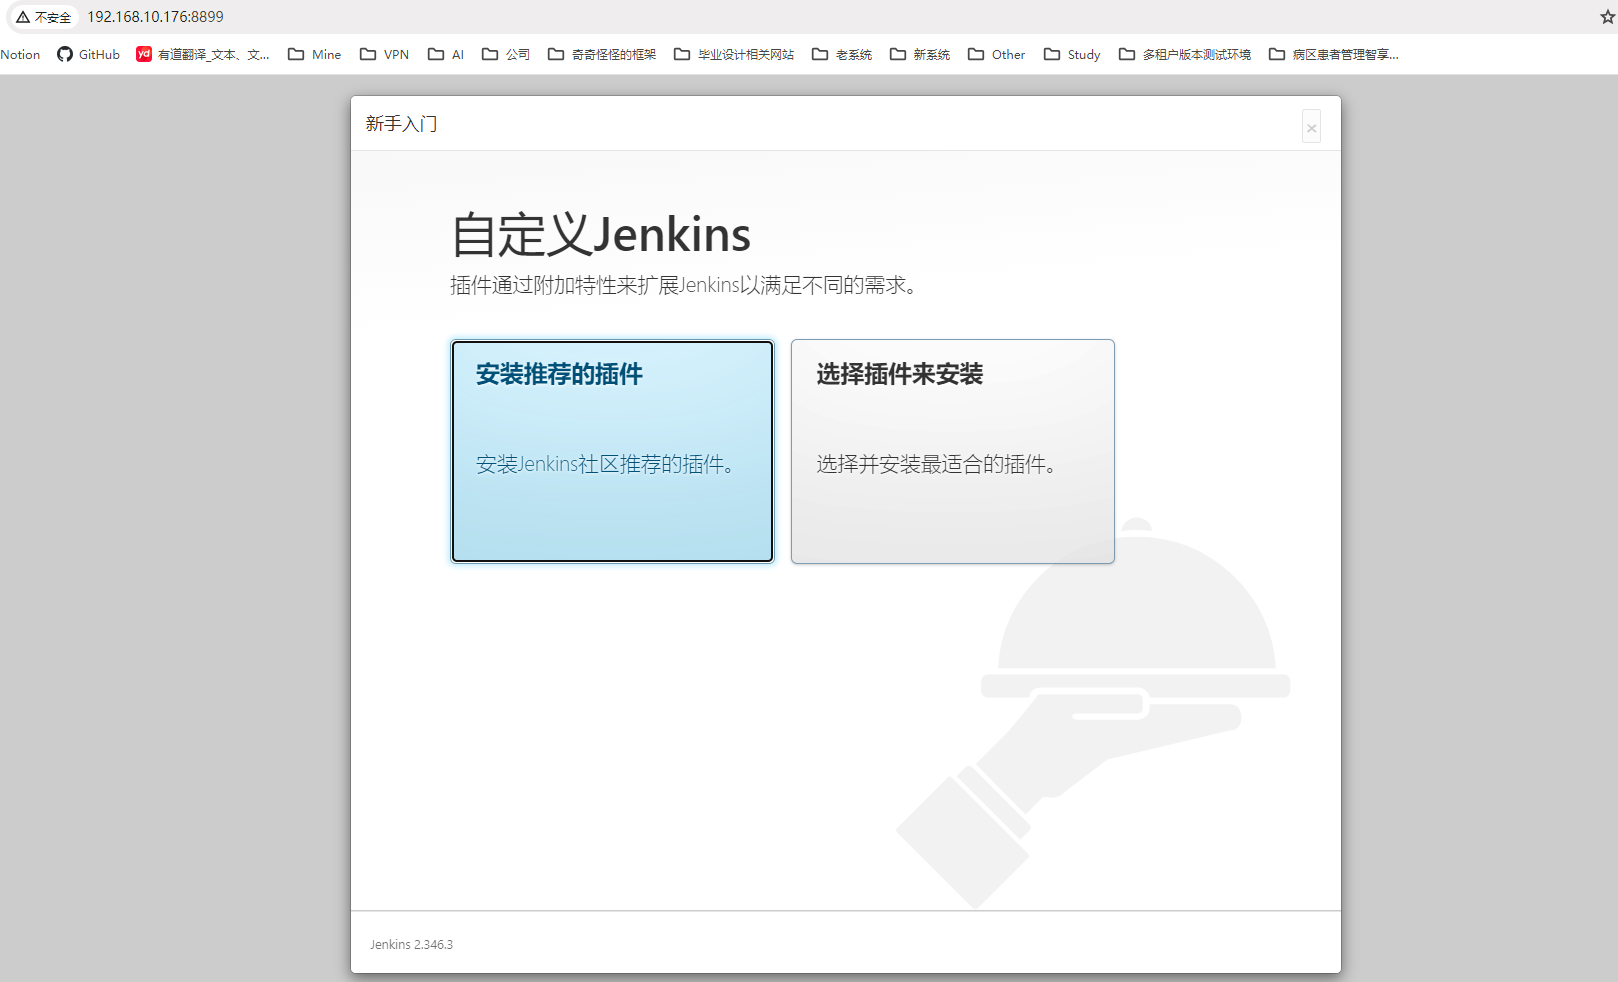 不安全 192.168.10.176:8899
Notion GitHub yd 有道翻译_文本、文... Mine VPN AI 公司 奇奇怪怪的框架 毕业设计相关网站 老系统 新系统 Other Study 多租户版本测试环境 病区患者管理智享...
新手入门 ×
自定义Jenkins
插件通过附加特性来扩展Jenkins以满足不同的需求。
安装推荐的插件
安装Jenkins社区推荐的插件。
选择插件来安装
选择并安装最适合的插件。
Jenkins 2.346.3